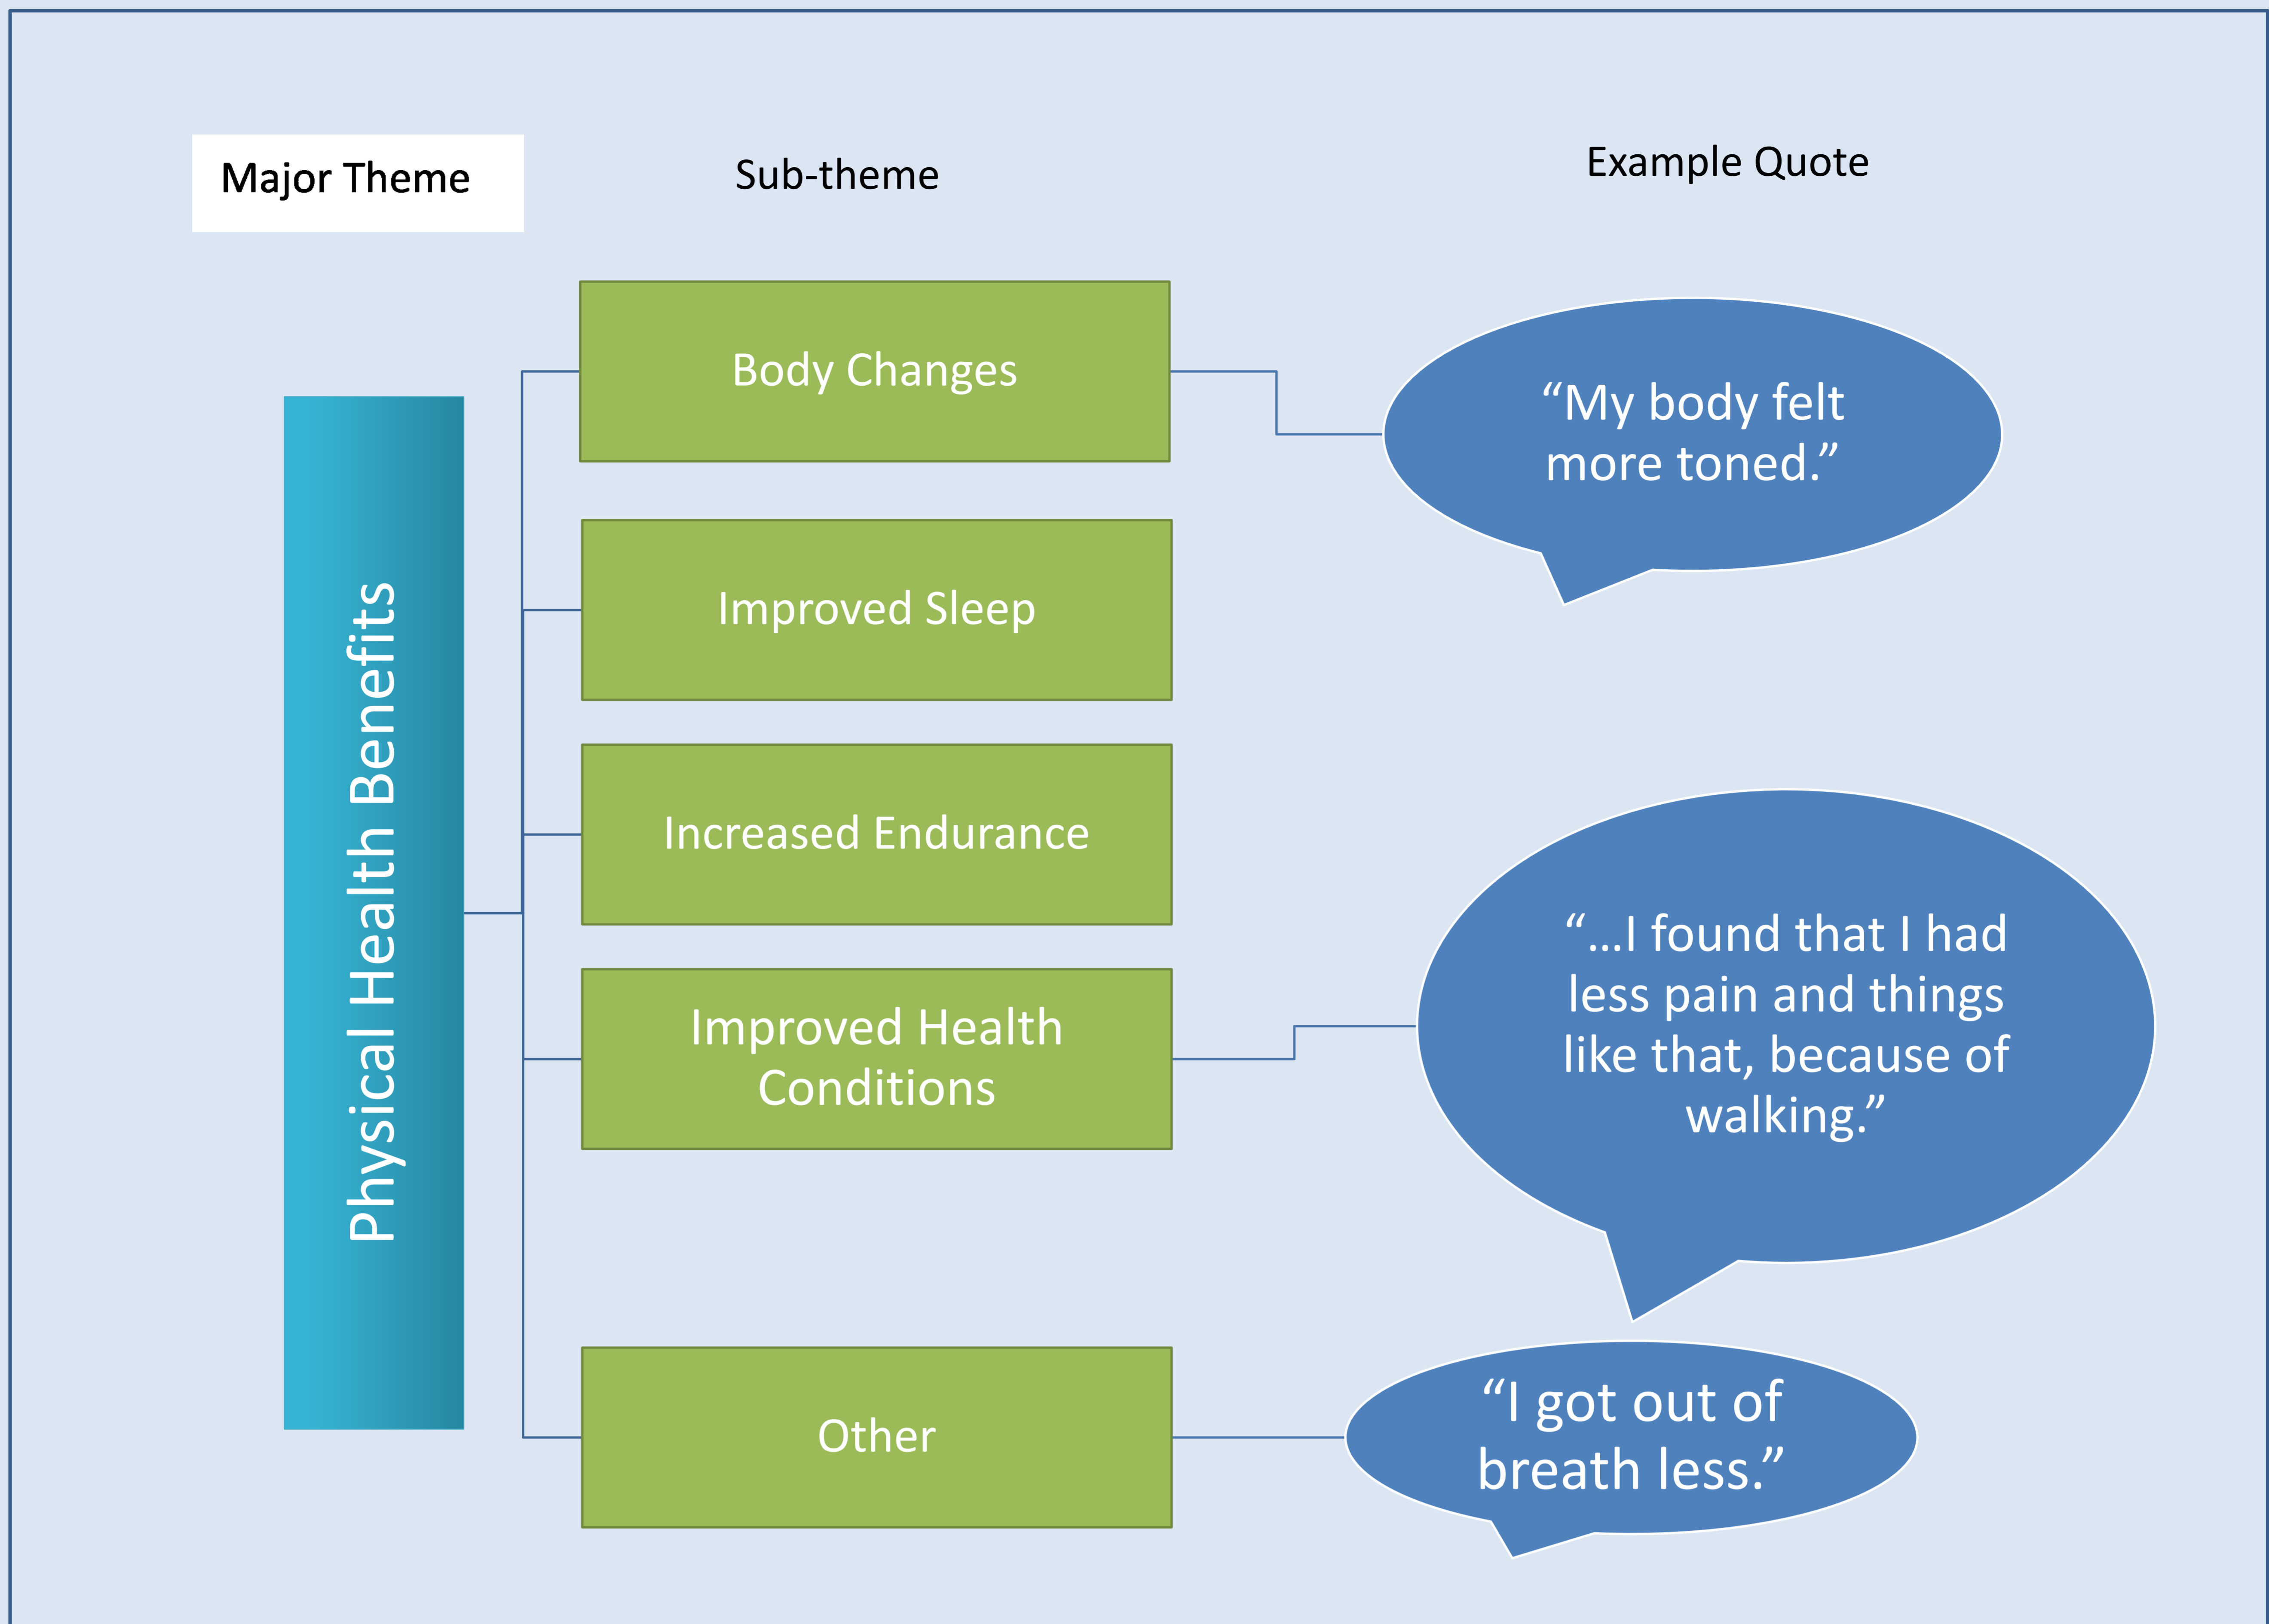 Major Theme
Sub-theme
Example Quote
Physical Health Benefits
Body Changes
“My body felt
more toned.”
Improved Sleep
Increased Endurance
Improved Health
Conditions
“…I found that I had
less pain and things
like that, because of
walking.”
Other
“I got out of
breath less.”